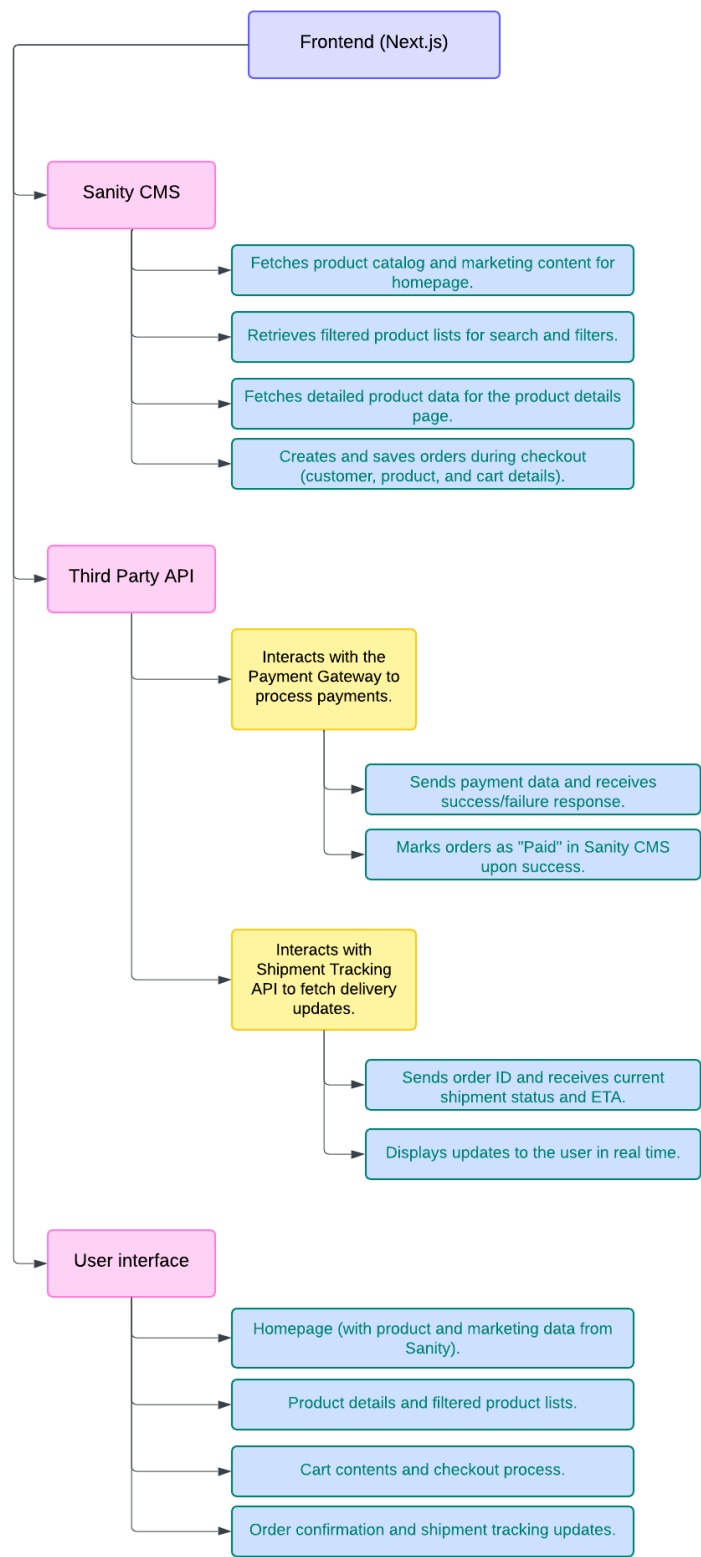 Frontend (Next.js)
Sanity CMS
Fetches product catalog and marketing content for
homepage.
Retrieves filtered product lists for search and filters.
Fetches detailed product data for the product details
page.
Creates and saves orders during checkout
(customer, product, and cart details).
Third Party API
Interacts with the
Payment Gateway to
process payments.
Sends payment data and receives
success/failure response.
Marks orders as "Paid" in Sanity CMS
upon success.
Interacts with
Shipment Tracking
API to fetch delivery
updates.
Sends order ID and receives current
shipment status and ETA.
Displays updates to the user in real time.
User interface
Homepage (with product and marketing data from
Sanity).
Product details and filtered product lists.
Cart contents and checkout process.
Order confirmation and shipment tracking updates.